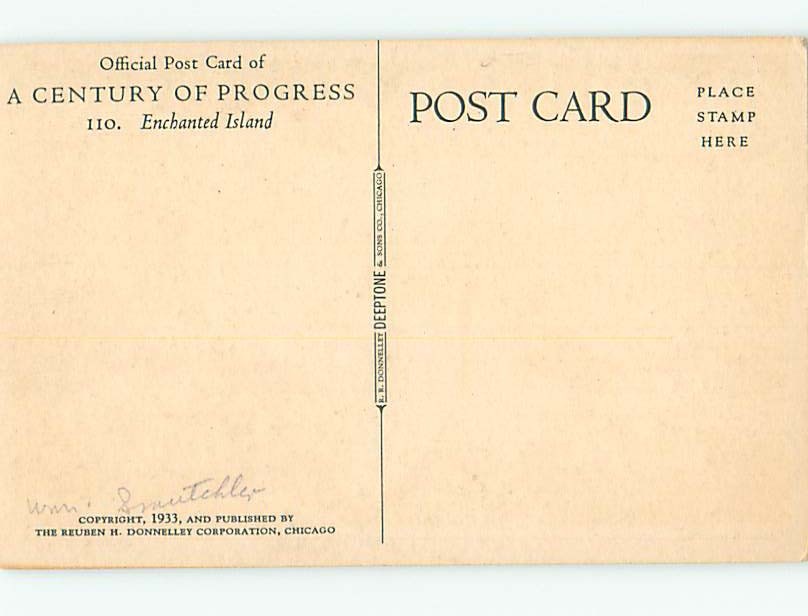 Official Post Card of
A CENTURY OF PROGRESS
110. Enchanted Island
POST CARD
PLACE
STAMP
HERE
R. R. DONNELLEY DEEPTONE & SONS CO., CHICAGO
Wm.
COPYRIGHT, 1933, AND PUBLISHED BY
THE REUBEN H. DONNELLEY CORPORATION, CHICAGO